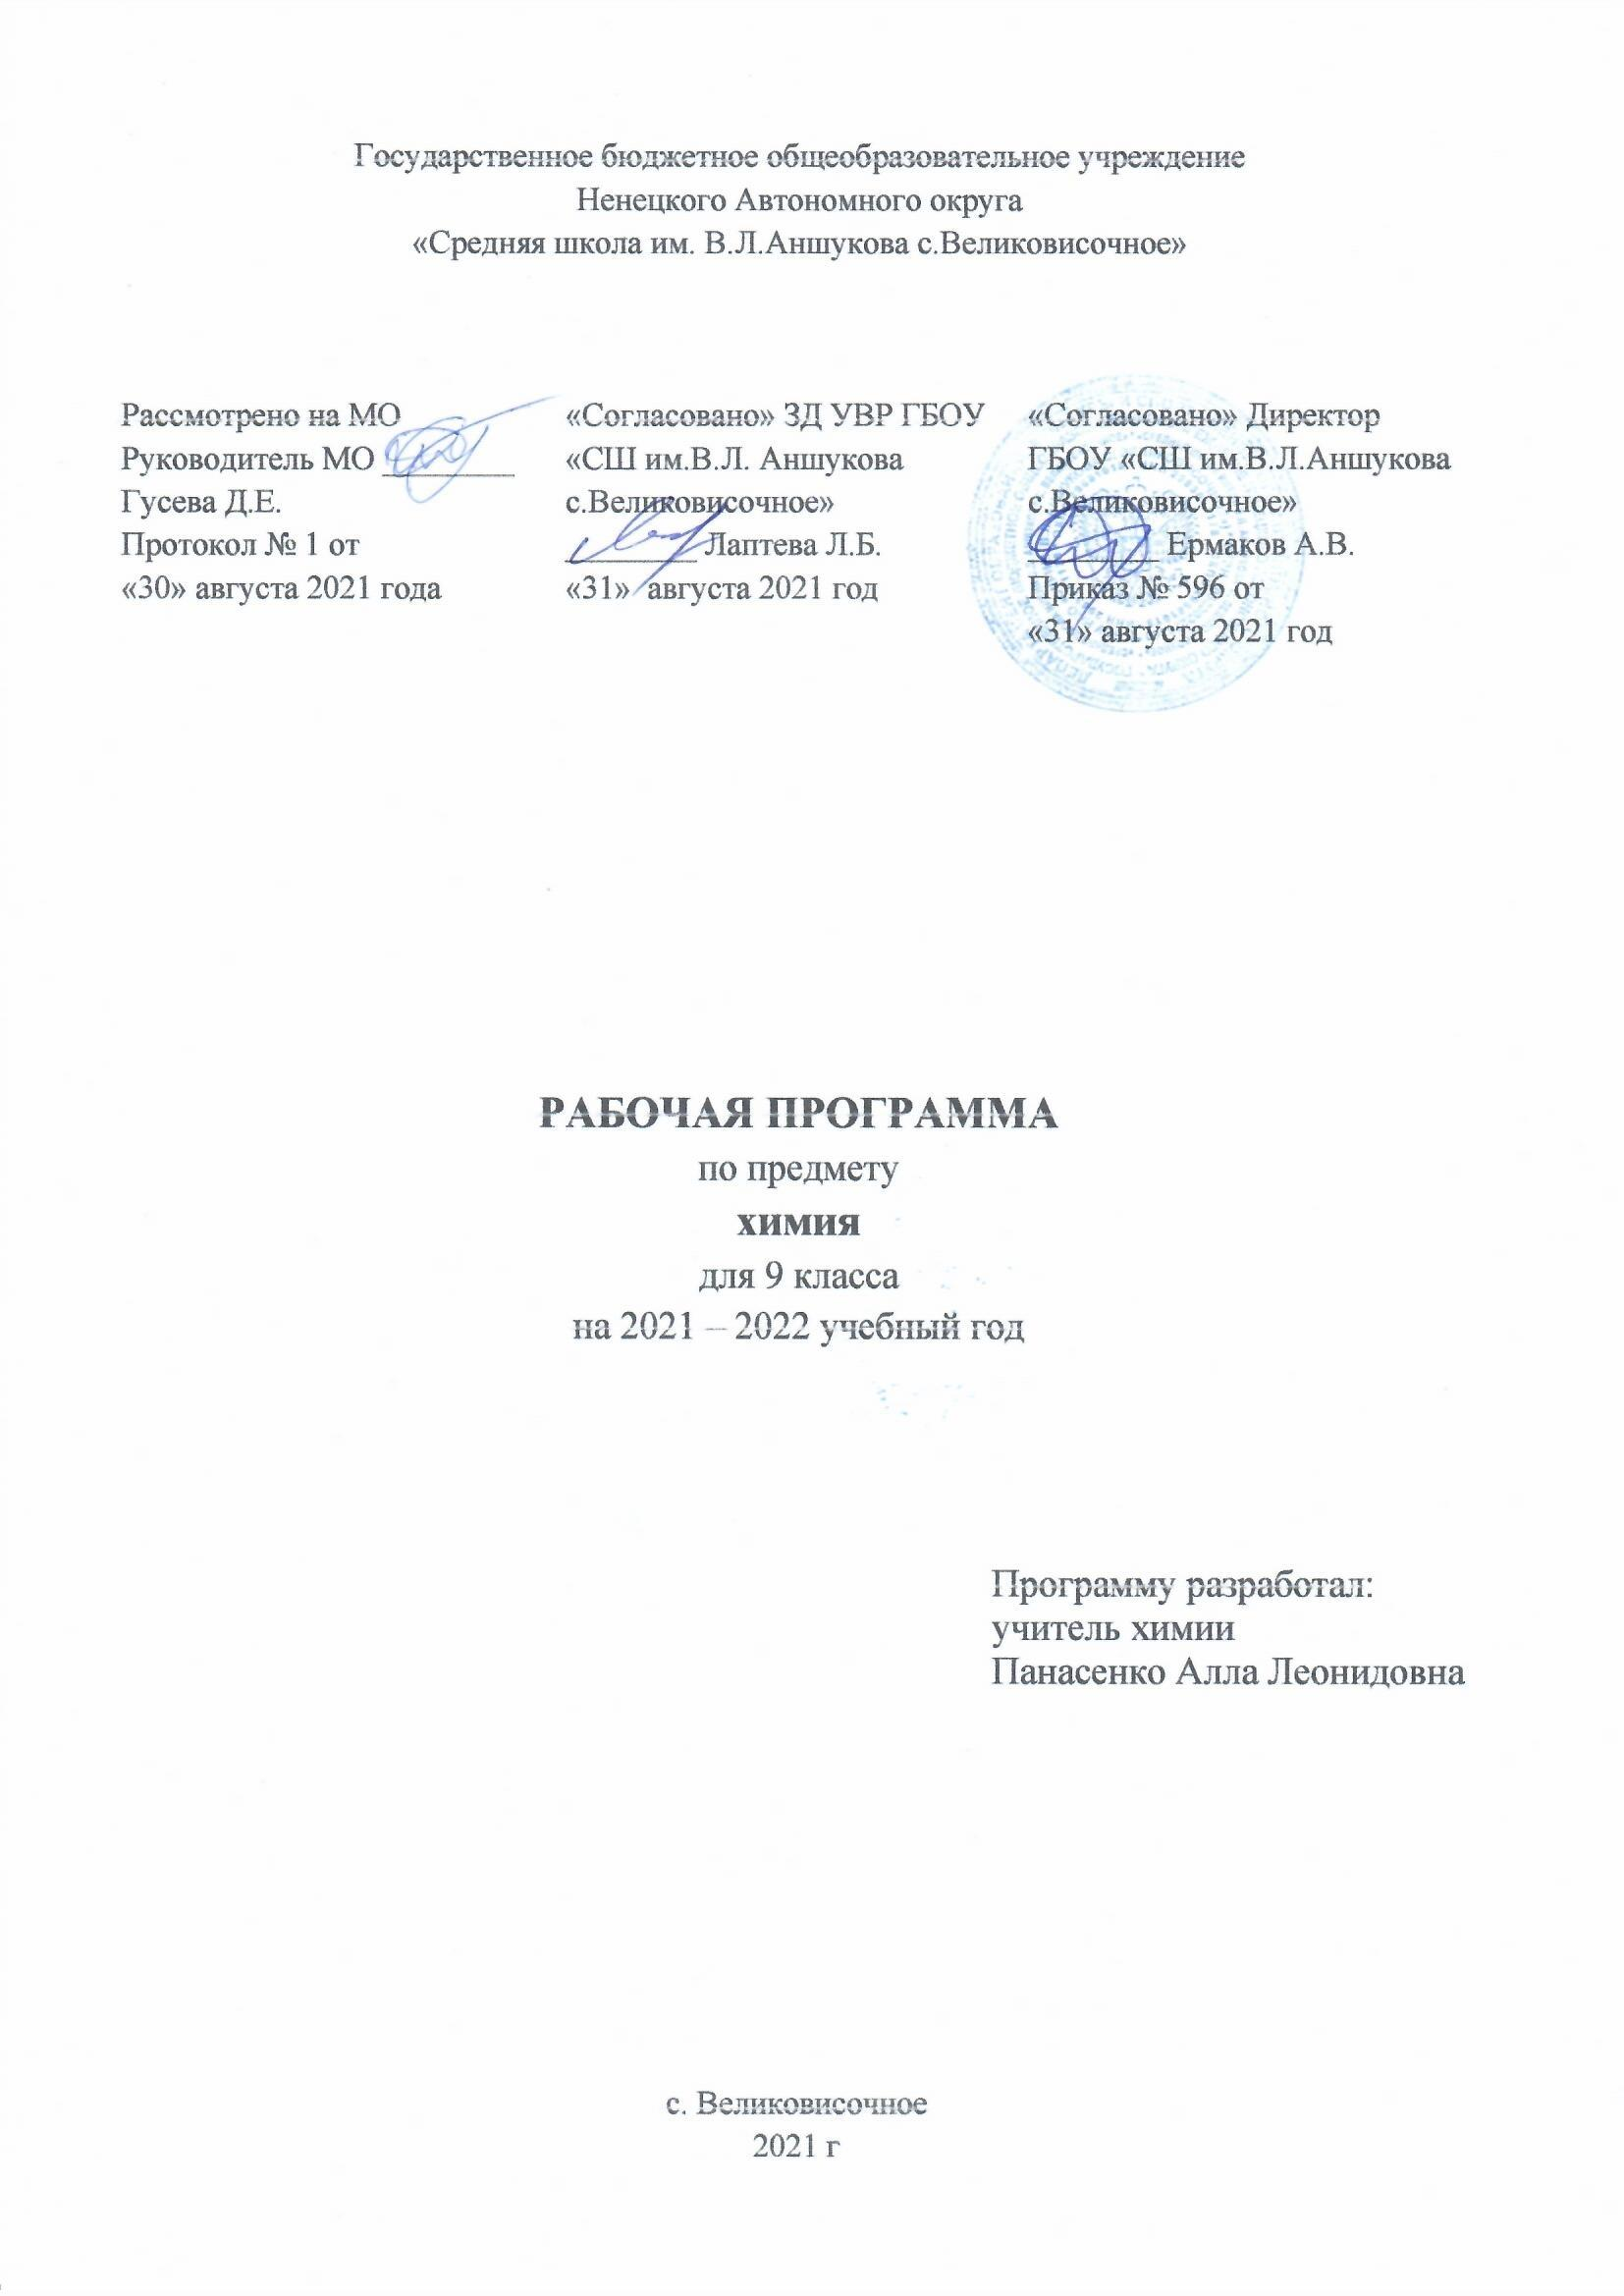 Государственное бюджетное общеобразовательное учреждение
Ненецкого Автономного округа
«Средняя школа им. В.Л.Аншукова с.Великовисочное»
Рассмотрено на МО
Руководитель МО ________
Гусева Д.Е.
Протокол № 1 от
«30» августа 2021 года
«Согласовано» ЗД УВР ГБОУ
«СШ им.В.Л. Аншукова
с.Великовисочное»
________Лаптева Л.Б.
«31» августа 2021 год
«Согласовано» Директор
ГБОУ «СШ им.В.Л.Аншукова
с.Великовисочное»
________ Ермаков А.В.
Приказ № 596 от
«31» августа 2021 год
РАБОЧАЯ ПРОГРАММА
по предмету
химия
для 9 класса
на 2021 – 2022 учебный год
Программу разработал:
учитель химии
Панасенко Алла Леонидовна
с. Великовисочное
2021 г